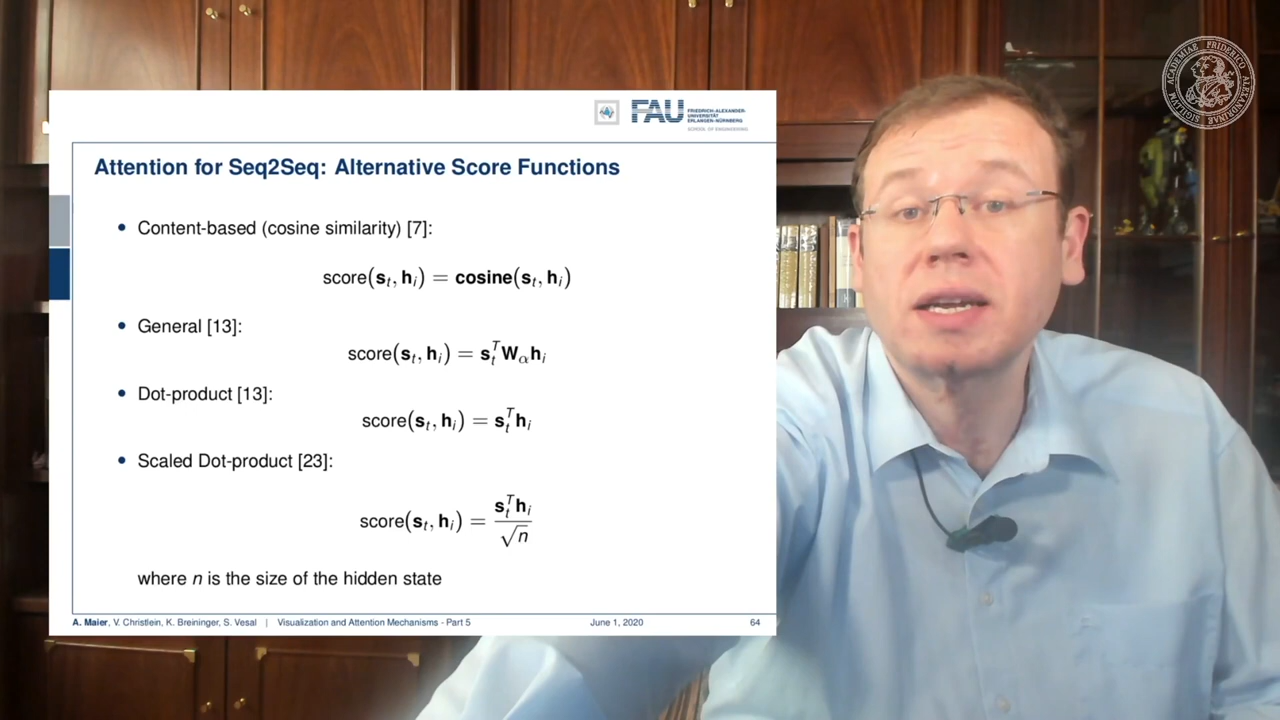 FAU FRIEDRICH-ALEXANDER-
UNIVERSITÄT
ERLANGEN-NÜRNBERG
SCHOOL OF ENGINEERING
Attention for Seq2Seq: Alternative Score Functions
• Content-based (cosine similarity) [7]:
score(s_t, h_i) = cosine(s_t, h_i)
• General [13]:
score(s_t, h_i) = s_t^T W_α h_i
• Dot-product [13]:
score(s_t, h_i) = s_t^T h_i
• Scaled Dot-product [23]:
score(s_t, h_i) = s_t^T h_i / √n
where n is the size of the hidden state
A. Maier, V. Christlein, K. Breininger, S. Vesal | Visualization and Attention Mechanisms - Part 5 June 1, 2020 64